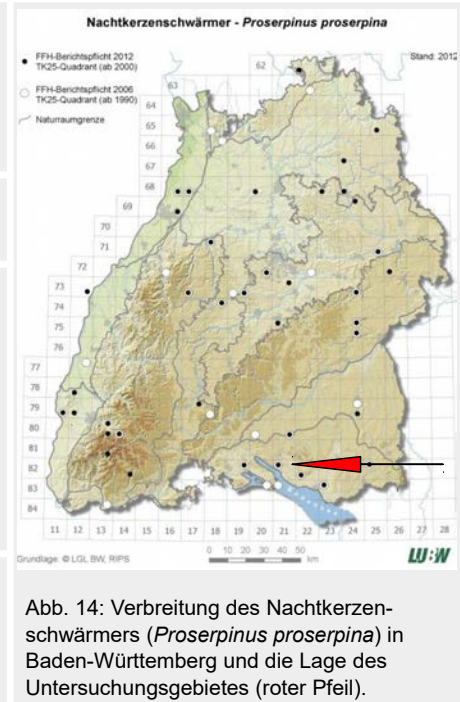 Nachtkerzenschwärmer - Proserpinus proserpina
FFH-Berichtspflicht 2012
TK25-Quadrant (ab 2000)
FFH-Berichtspflicht 2006
TK25-Quadrant (ab 1990)
Naturraumgrenze
Stand: 2012
62
63
64
65
66
67
68
69
70
71
72
73
74
75
76
77
78
79
80
81
82
83
84
11 12 13 14 15 16 17 18 19 20 21 22 23 24 25 26 27 28
0 10 20 30 40 50
km
Grundlage: © LGL BW, RIPS
LUBW
Abb. 14: Verbreitung des Nachtkerzen-
schwärmers (Proserpinus proserpina) in
Baden-Württemberg und die Lage des
Untersuchungsgebietes (roter Pfeil).